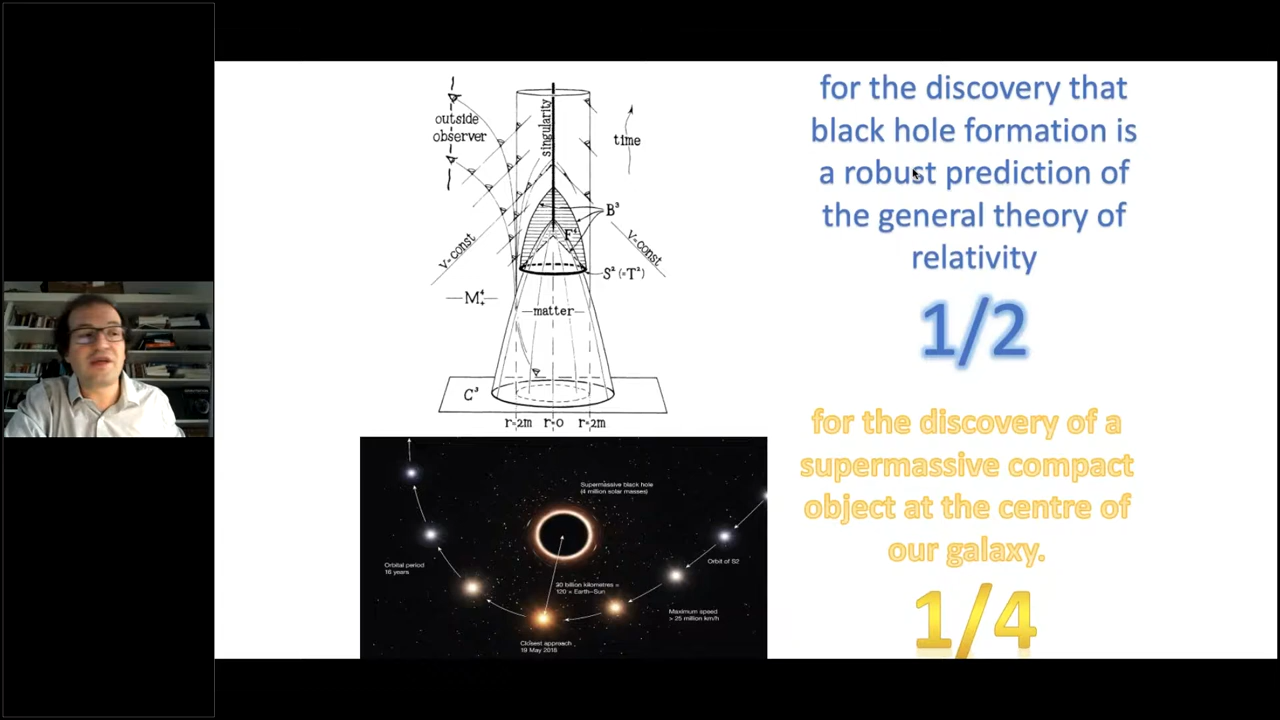 outside
observer
singularity
time
B³
F⁴
v=const
v=const
S²(=T²)
M⁴₊
matter
C³
r=2m r=0 r=2m
for the discovery that
black hole formation is
a robust prediction of
the general theory of
relativity
1/2
Supermassive black hole
(4 million solar masses)
Orbital period
16 years
30 billion kilometres =
120 × Earth–Sun
Orbit of S2
Maximum speed
> 25 million km/h
Closest approach
19 May 2018
for the discovery of a
supermassive compact
object at the centre of
our galaxy.
1/4